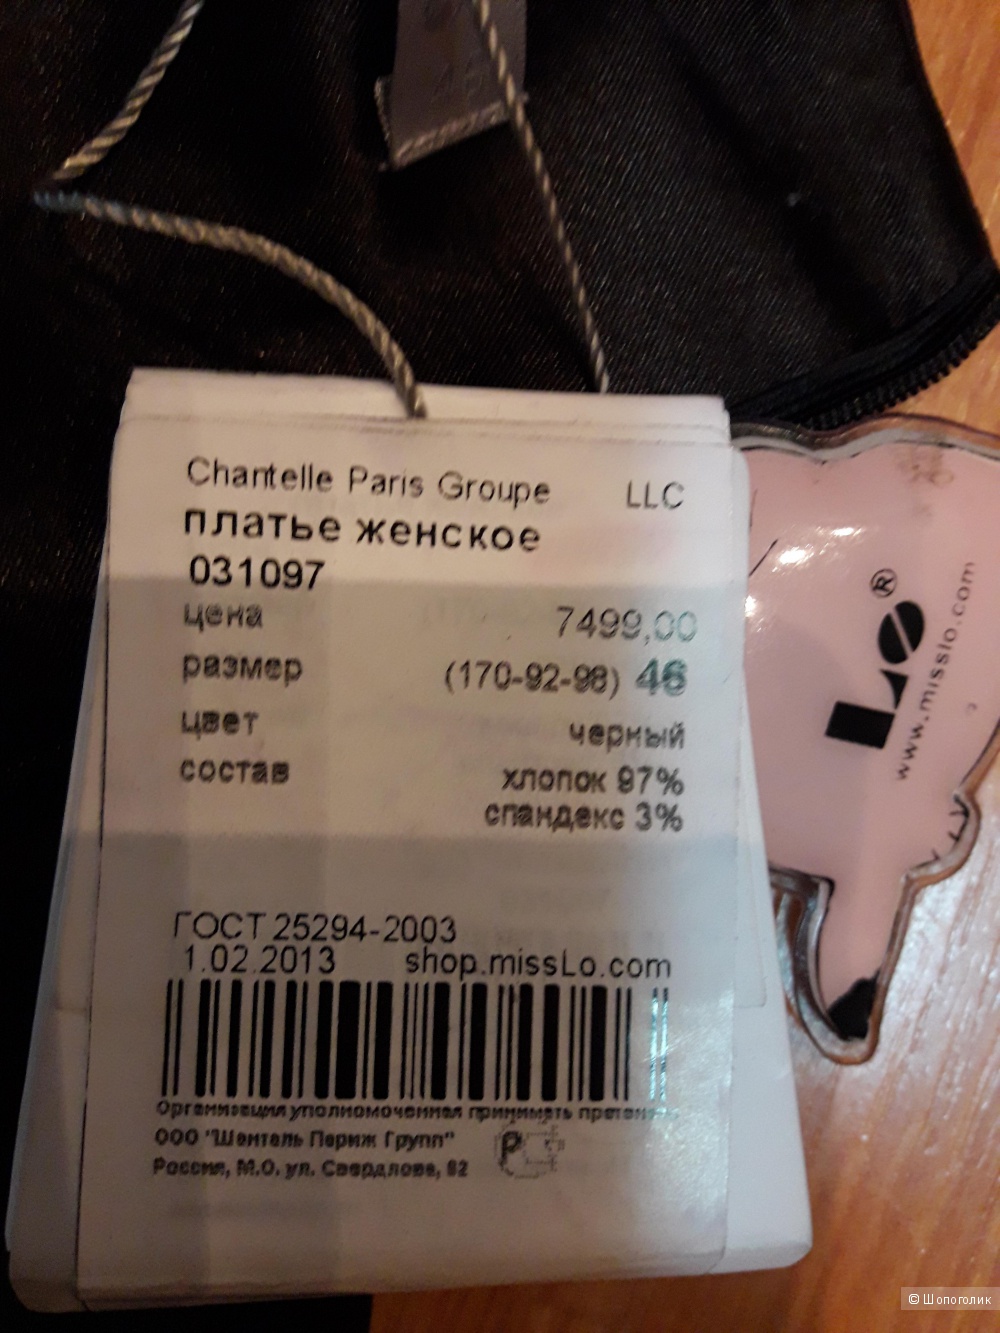 Chantelle Paris Groupe LLC
платье женское
031097
цена 7499,00
размер (170-92-98) 46
цвет черный
состав хлопок 97%
спандекс 3%
ГОСТ 25294-2003
1.02.2013 shop.missLo.com
Организация уполномоченная принимать
ООО "Шанталь Париж Групп"
Россия, М.О. ул. Свердлова, 92
Р
Lo®
www.misslo.com
© Шопоголик